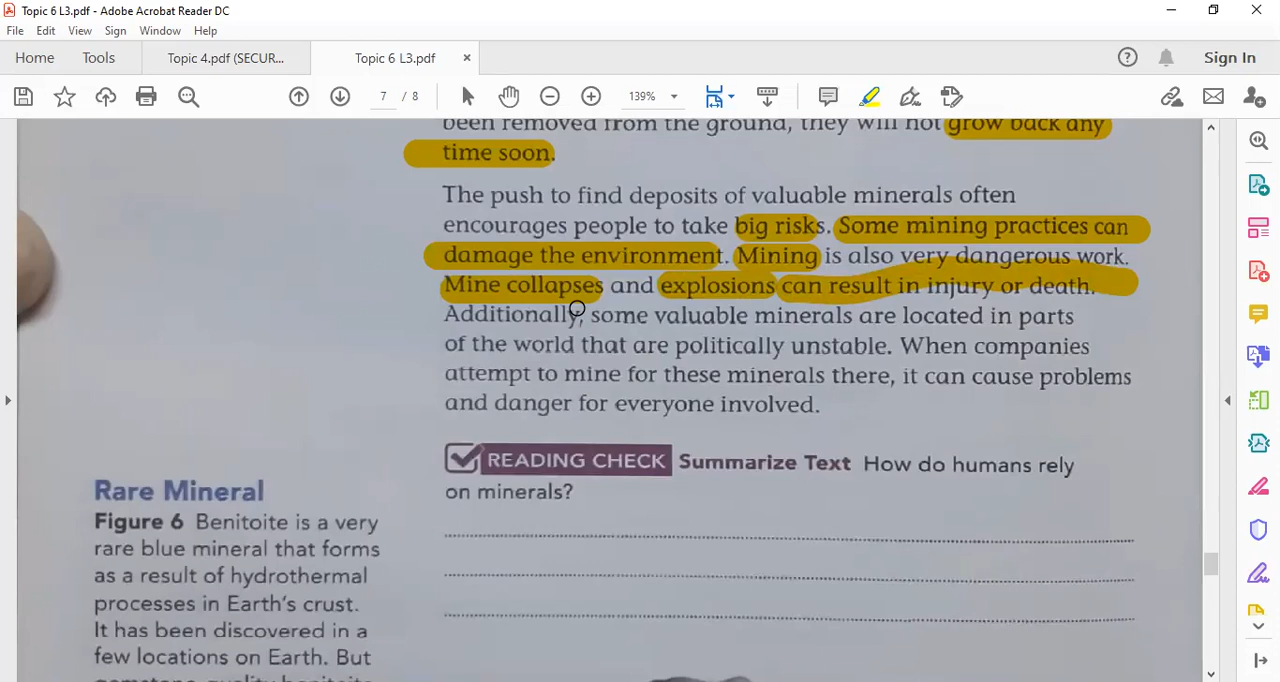 Topic 6 L3.pdf - Adobe Acrobat Reader DC
File Edit View Sign Window Help
Home Tools Topic 4.pdf (SECUR... Topic 6 L3.pdf × Sign In
7 / 8 139%
been removed from the ground, they will not grow back any
time soon.
The push to find deposits of valuable minerals often
encourages people to take big risks. Some mining practices can
damage the environment. Mining is also very dangerous work.
Mine collapses and explosions can result in injury or death.
Additionally, some valuable minerals are located in parts
of the world that are politically unstable. When companies
attempt to mine for these minerals there, it can cause problems
and danger for everyone involved.
READING CHECK Summarize Text How do humans rely
on minerals?
Rare Mineral
Figure 6 Benitoite is a very
rare blue mineral that forms
as a result of hydrothermal
processes in Earth's crust.
It has been discovered in a
few locations on Earth. But